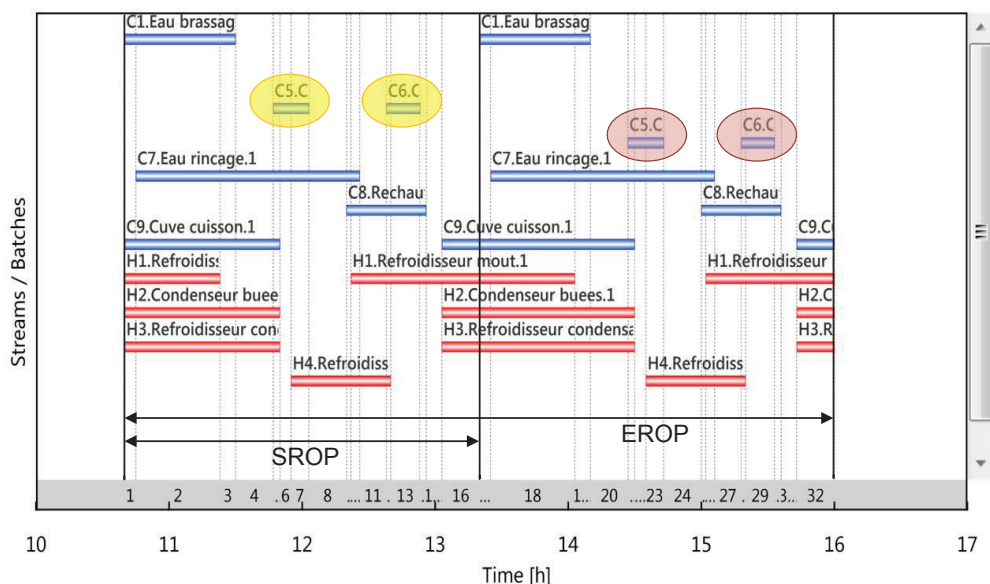 C1.Eau brassag
C1.Eau brassag
C5.C
C6.C
C5.C
C6.C
C7.Eau rincage.1
C7.Eau rincage.1
C8.Rechau
C8.Rechau
C9.Cuve cuisson.1
C9.Cuve cuisson.1
C9.Cu
H1.Refroidis
H1.Refroidisseur mout.1
H1.Refroidisseur
H2.Condenseur buee
H2.Condenseur buees.1
H2.C
H3.Refroidisseur con
H3.Refroidisseur condensa
H3.R
H4.Refroidiss
H4.Refroidiss
Streams / Batches
EROP
SROP
1 2 3 4 ..6 7 8 .... 11 . 13 .1... 16 ... 18 1... 20 ....23 24 .... 27 . 29 .3... 32
10 11 12 13 14 15 16 17
Time [h]